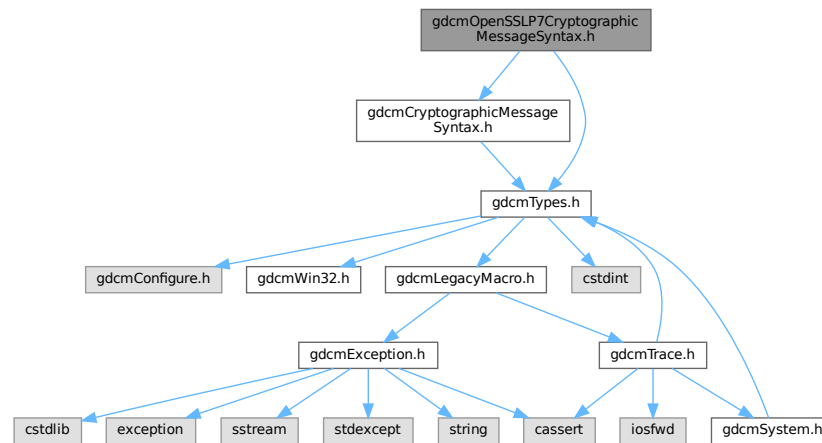 gdcmOpenSSLP7Cryptographic
MessageSyntax.h
gdcmCryptographicMessage
Syntax.h
gdcmTypes.h
gdcmConfigure.h
gdcmWin32.h
gdcmLegacyMacro.h
cstdint
gdcmException.h
gdcmTrace.h
cstdlib
exception
sstream
stdexcept
string
cassert
iosfwd
gdcmSystem.h